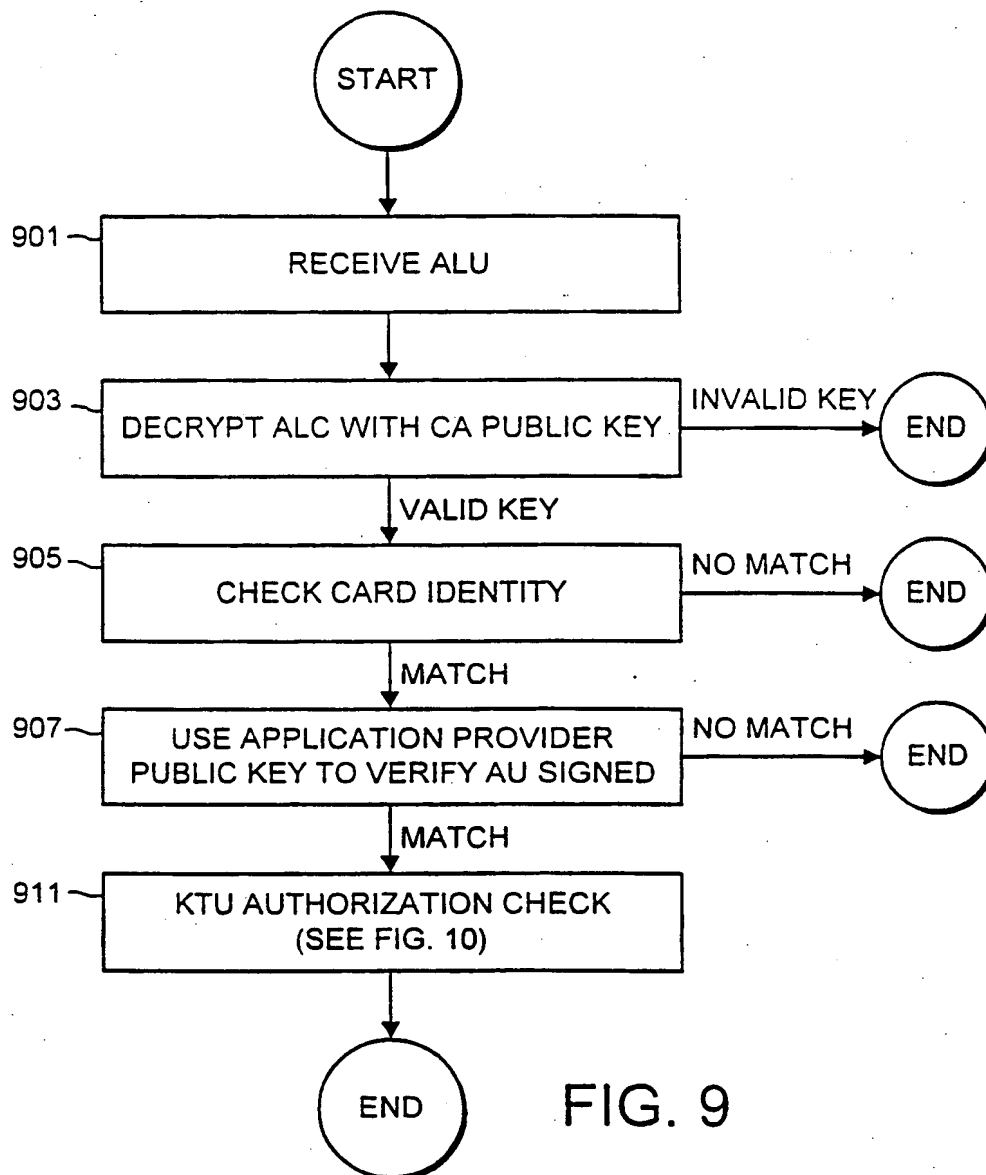 START
901
RECEIVE ALU
903
DECRYPT ALC WITH CA PUBLIC KEY
INVALID KEY
END
VALID KEY
905
CHECK CARD IDENTITY
NO MATCH
END
MATCH
907
USE APPLICATION PROVIDER
PUBLIC KEY TO VERIFY AU SIGNED
NO MATCH
END
MATCH
911
KTU AUTHORIZATION CHECK
(SEE FIG. 10)
END
FIG. 9